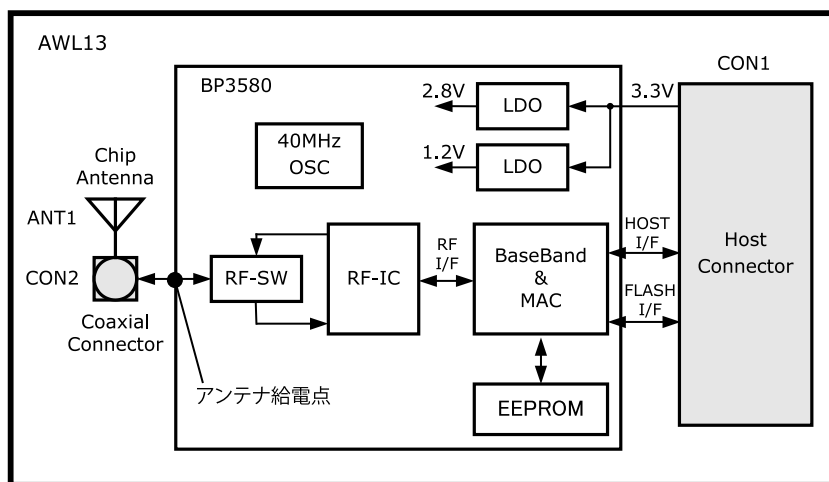 AWL13
BP3580
CON1
2.8V
LDO
3.3V
1.2V
LDO
40MHz
OSC
Chip
Antenna
ANT1
CON2
Coaxial
Connector
RF-SW
RF-IC
RF
I/F
BaseBand
&
MAC
HOST
I/F
FLASH
I/F
Host
Connector
アンテナ給電点
EEPROM